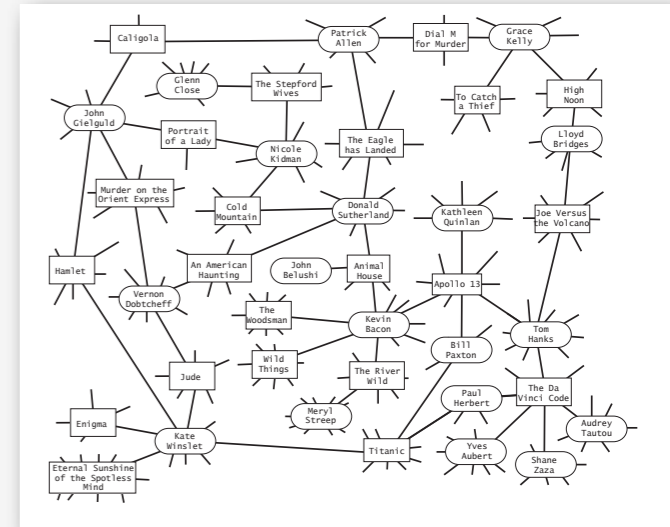 Caligola
Patrick
Allen
Dial M
for Murder
Grace
Kelly
Glenn
Close
The Stepford
Wives
To Catch
a Thief
High
Noon
John
Gielguld
Portrait
of a Lady
Nicole
Kidman
The Eagle
has Landed
Lloyd
Bridges
Murder on the
Orient Express
Cold
Mountain
Donald
Sutherland
Kathleen
Quinlan
Joe Versus
the Volcano
Hamlet
An American
Haunting
John
Belushi
Animal
House
Apollo 13
Vernon
Dobtcheff
The
Woodsman
Kevin
Bacon
Tom
Hanks
Bill
Paxton
Wild
Things
Jude
The River
Wild
Paul
Herbert
The Da
Vinci Code
Meryl
Streep
Enigma
Kate
Winslet
Titanic
Yves
Aubert
Audrey
Tautou
Shane
Zaza
Eternal Sunshine
of the Spotless
Mind